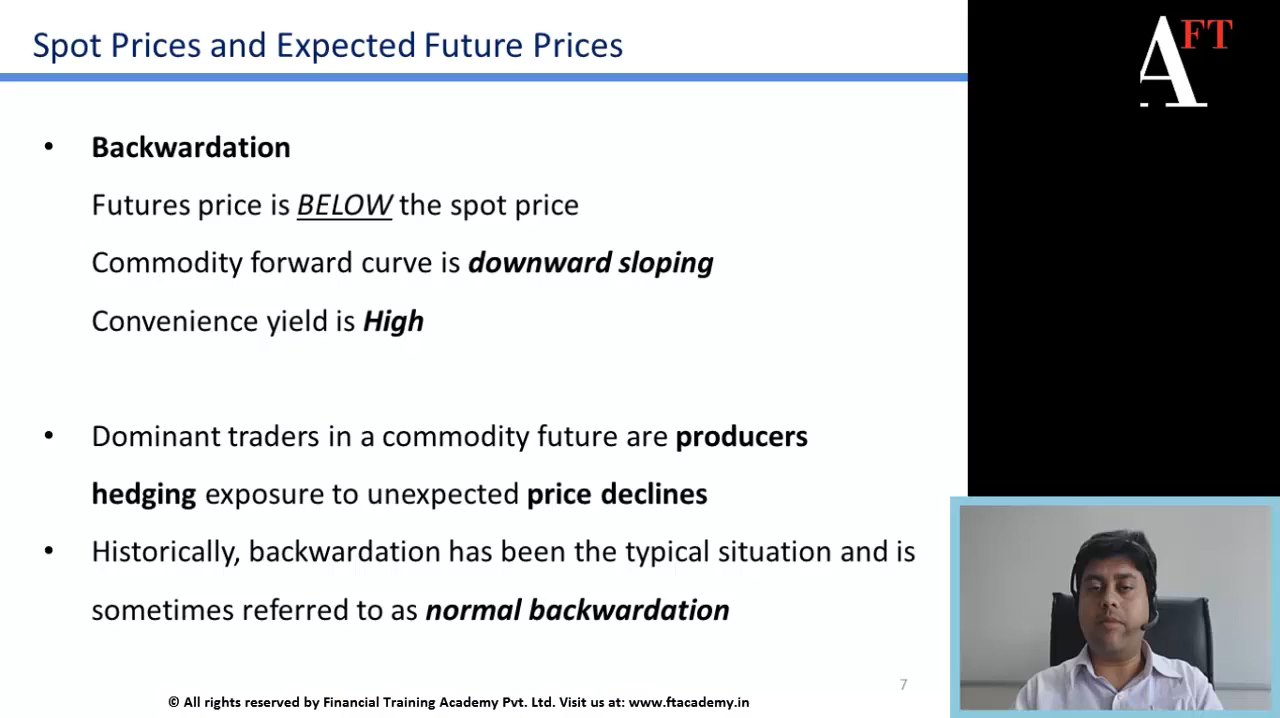 Spot Prices and Expected Future Prices
AFT
• Backwardation
Futures price is BELOW the spot price
Commodity forward curve is downward sloping
Convenience yield is High
• Dominant traders in a commodity future are producers
hedging exposure to unexpected price declines
• Historically, backwardation has been the typical situation and is
sometimes referred to as normal backwardation
7
© All rights reserved by Financial Training Academy Pvt. Ltd. Visit us at: www.ftacademy.in